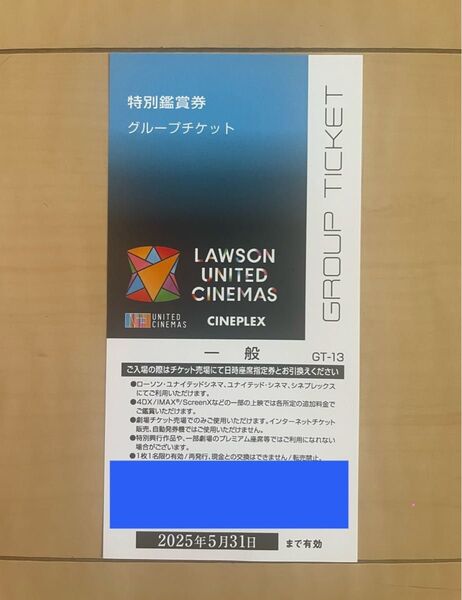 特別鑑賞券
グループチケット
GROUP TICKET
LAWSON
UNITED
CINEMAS
UNITED
CINEMAS
CINEPLEX
一般
GT-13
ご入場の際はチケット売場にて日時座席指定券とお引換えください
●ローソン・ユナイテッドシネマ、ユナイテッド・シネマ、シネプレックス
にてご利用いただけます。
●4DX/IMAX®/ScreenXなどの一部の上映では各所定の追加料金で
ご鑑賞いただけます。
●劇場チケット売場でのみご使用いただけます。インターネットチケット
販売、自動発券機ではご使用いただけません。
●特別興行作品や、一部劇場のプレミアム座席等ではご利用になれない
場合がございます。
●1枚1名限り有効/再発行、現金との交換はできません/転売禁止。
2025年5月31日
まで有効